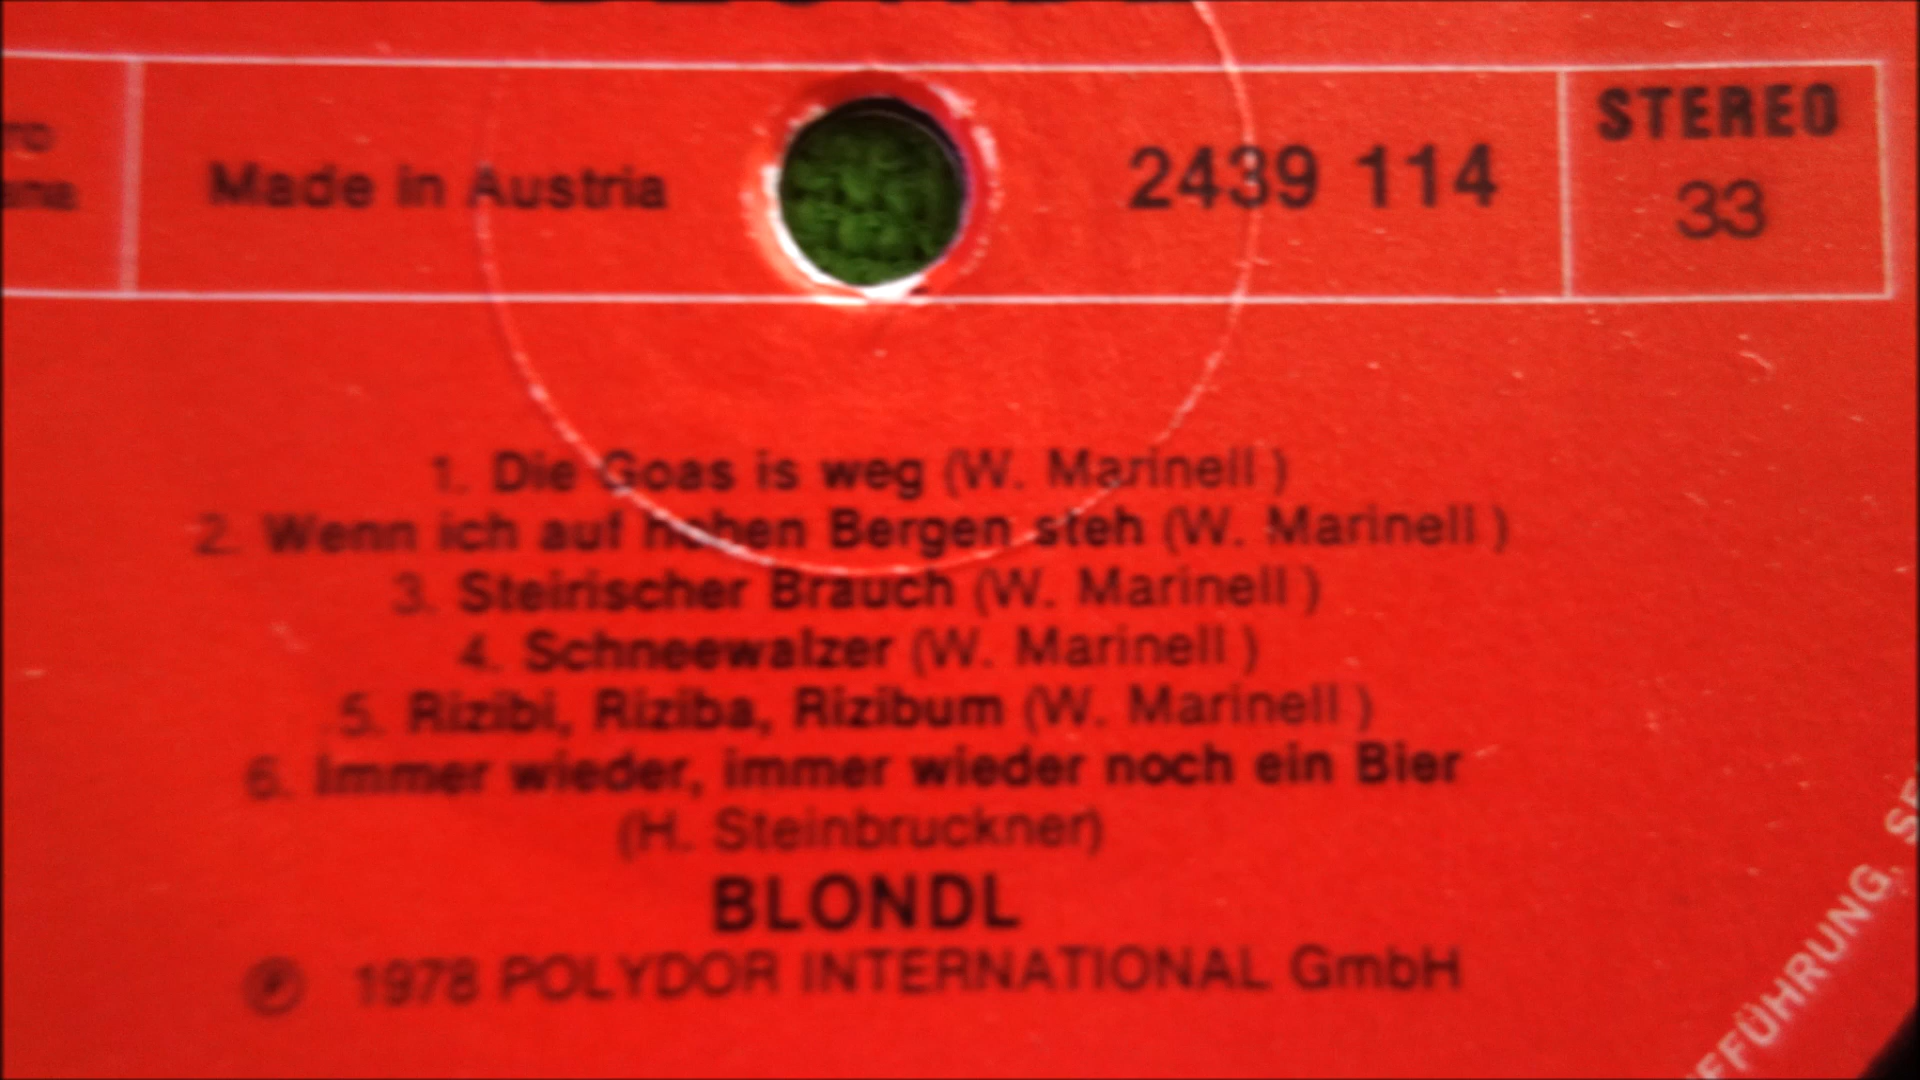 Made in Austria
2439 114
STEREO
33
1. Die Goas is weg (W. Marinell )
2. Wenn ich auf hohen Bergen steh (W. Marinell )
3. Steirischer Brauch (W. Marinell )
4. Schneewalzer (W. Marinell )
5. Rizibi, Riziba, Rizibum (W. Marinell )
6. Immer wieder, immer wieder noch ein Bier
(H. Steinbruckner)
BLONDL
℗ 1978 POLYDOR INTERNATIONAL GmbH
FFÜHRUNG,